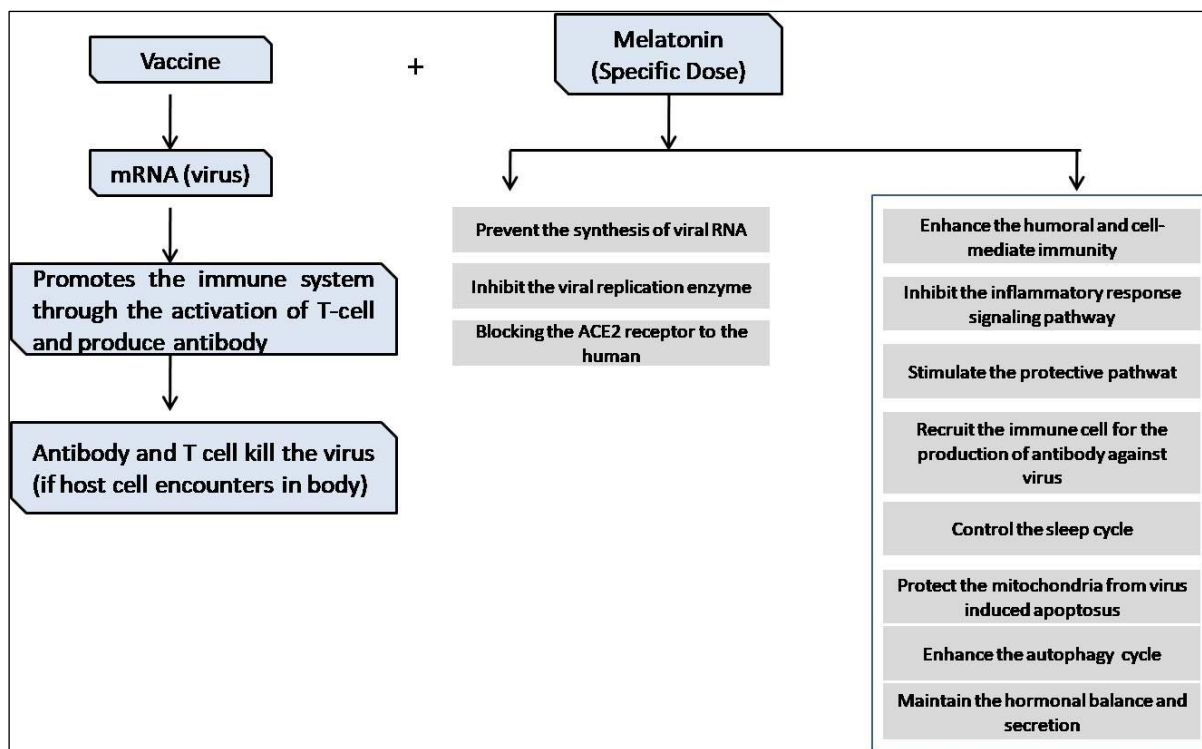 Vaccine
+
Melatonin
(Specific Dose)
mRNA (virus)
Promotes the immune system
through the activation of T-cell
and produce antibody
Antibody and T cell kill the virus
(if host cell encounters in body)
Prevent the synthesis of viral RNA
Inhibit the viral replication enzyme
Blocking the ACE2 receptor to the
human
Enhance the humoral and cell-
mediate immunity
Inhibit the inflammatory response
signaling pathway
Stimulate the protective pathwat
Recruit the immune cell for the
production of antibody against
virus
Control the sleep cycle
Protect the mitochondria from virus
induced apoptosus
Enhance the autophagy cycle
Maintain the hormonal balance and
secretion